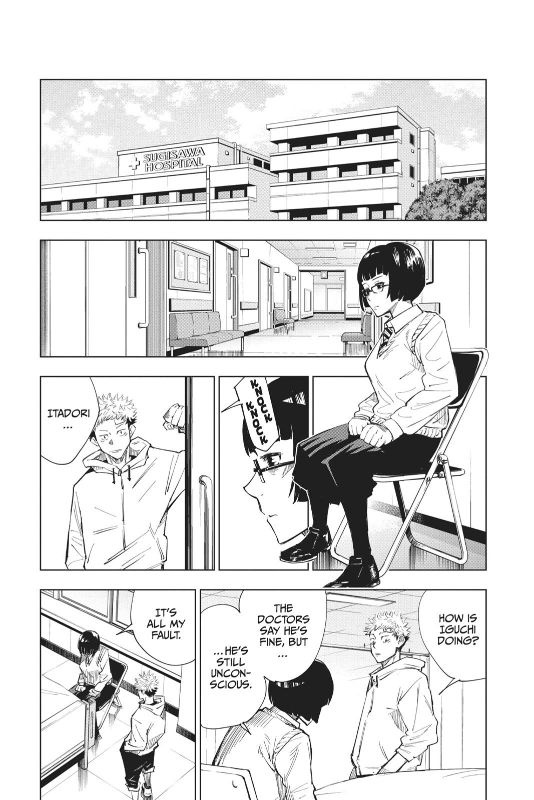 SUGISAWA
HOSPITAL
KNOCK
KNOCK
ITADORI
...
HOW IS
IGUCHI
DOING?
THE
DOCTORS
SAY HE'S
FINE, BUT
...
...HE'S
STILL
UNCON-
SCIOUS.
IT'S
ALL MY
FAULT.